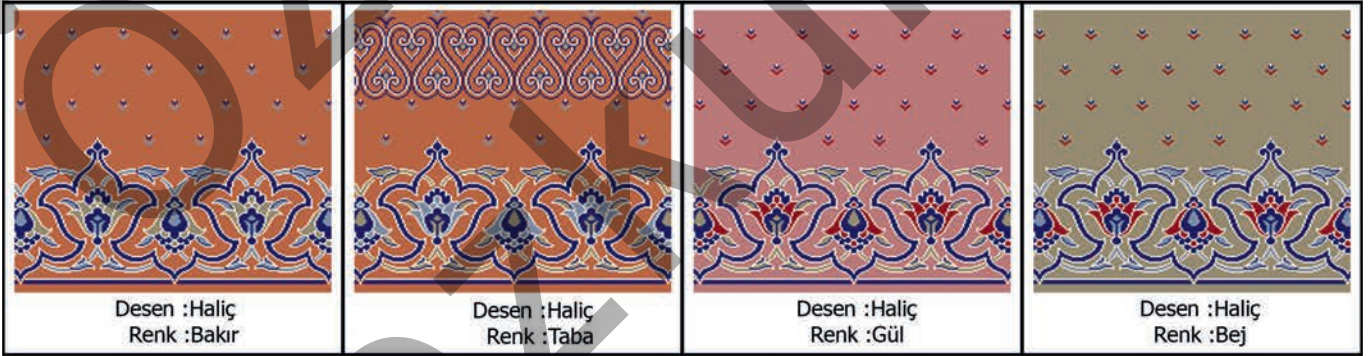 Desen :Haliç
Renk :Bakır
Desen :Haliç
Renk :Taba
Desen :Haliç
Renk :Gül
Desen :Haliç
Renk :Bej